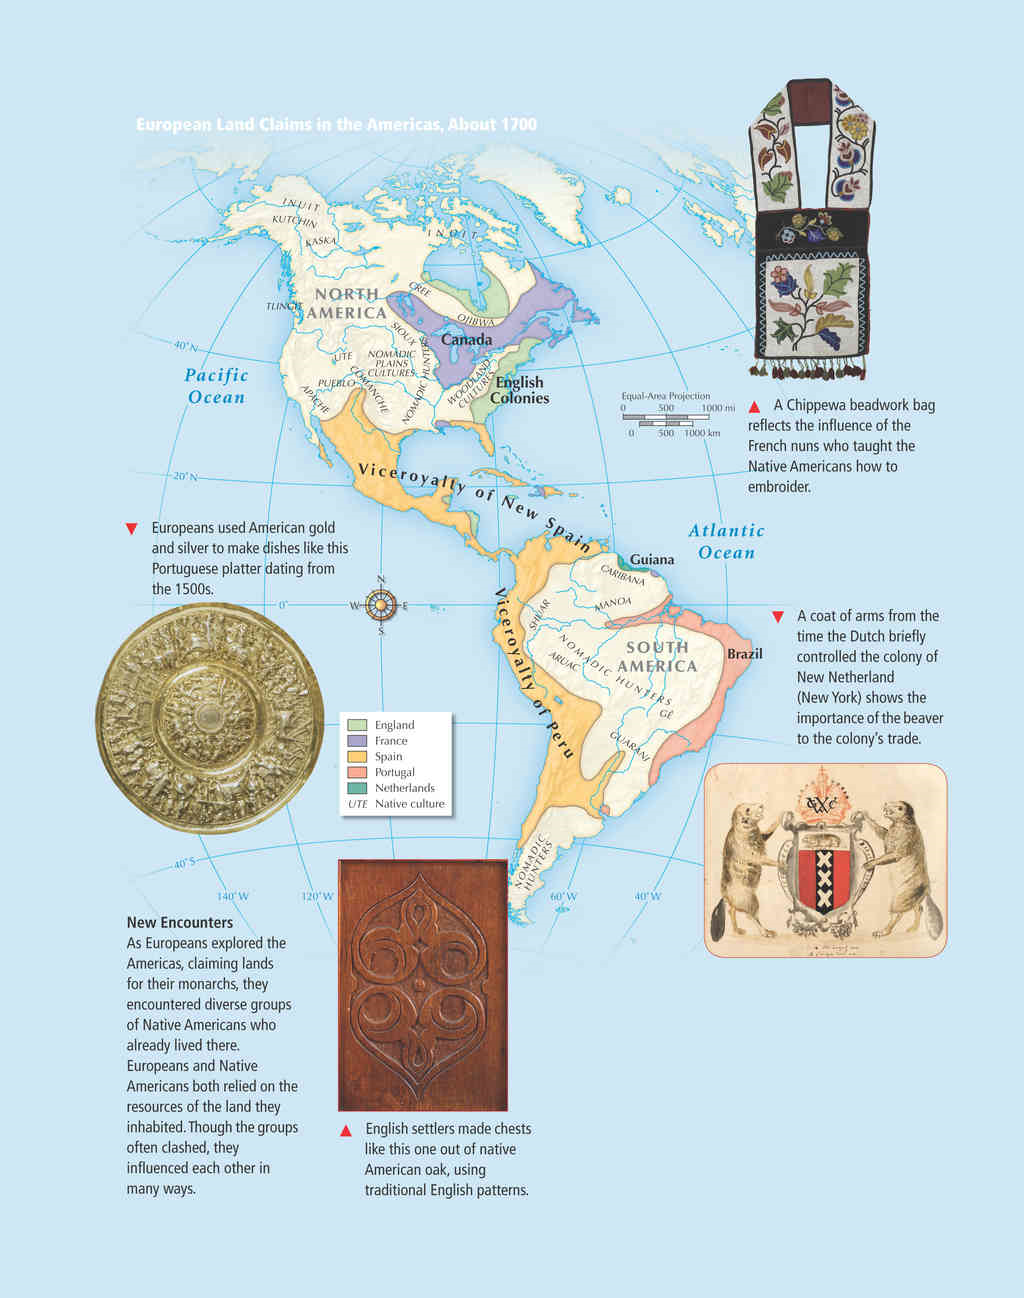 European Land Claims in the Americas, About 1700
INUIT
KUTCHIN
KASKA
INUIT
TLINGIT
NORTH
AMERICA
CREE
OJIBWA
SIOUX
Canada
40°N
UTE
NOMADIC
PLAINS
CULTURES
PUEBLO
COMANCHE
APACHE
NOMADIC HUNTERS
WOODLAND
CULTURES
English
Colonies
Pacific
Ocean
Equal-Area Projection
0 500 1000 mi
0 500 1000 km
A Chippewa beadwork bag
reflects the influence of the
French nuns who taught the
Native Americans how to
embroider.
20°N
Viceroyalty of New Spain
Atlantic
Ocean
Europeans used American gold
and silver to make dishes like this
Portuguese platter dating from
the 1500s.
Guiana
CARIBANA
MANOA
SHUAR
N
W E
S
0°
Viceroyalty of Peru
NOMADIC HUNTERS
ARUAC
SOUTH
AMERICA
Brazil
GÊ
GUARANI
A coat of arms from the
time the Dutch briefly
controlled the colony of
New Netherland
(New York) shows the
importance of the beaver
to the colony's trade.
England
France
Spain
Portugal
Netherlands
UTE Native culture
40°S
NOMADIC
HUNTERS
140°W
120°W
60°W
40°W
New Encounters
As Europeans explored the
Americas, claiming lands
for their monarchs, they
encountered diverse groups
of Native Americans who
already lived there.
Europeans and Native
Americans both relied on the
resources of the land they
inhabited. Though the groups
often clashed, they
influenced each other in
many ways.
English settlers made chests
like this one out of native
American oak, using
traditional English patterns.